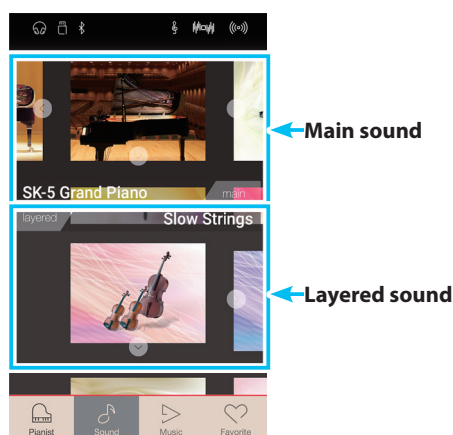 Main sound
SK-5 Grand Piano
main
layered
Slow Strings
Layered sound
Pianist
Sound
Music
Favorite